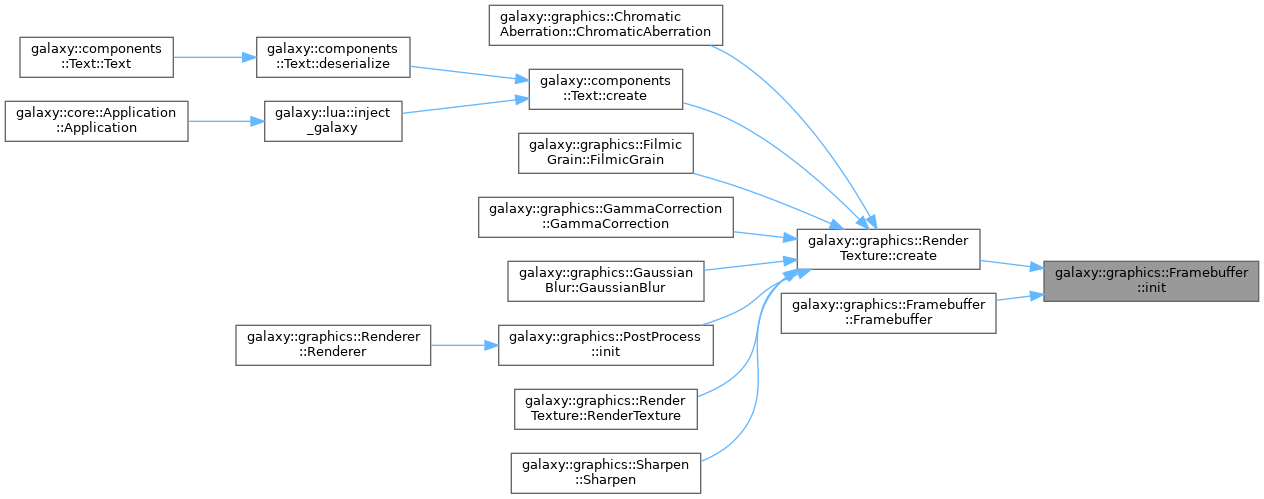 galaxy::graphics::Chromatic
Aberration::ChromaticAberration
galaxy::components
::Text::Text
galaxy::components
::Text::deserialize
galaxy::components
::Text::create
galaxy::core::Application
::Application
galaxy::lua::inject
_galaxy
galaxy::graphics::Filmic
Grain::FilmicGrain
galaxy::graphics::GammaCorrection
::GammaCorrection
galaxy::graphics::Render
Texture::create
galaxy::graphics::Framebuffer
::init
galaxy::graphics::Gaussian
Blur::GaussianBlur
galaxy::graphics::Framebuffer
::Framebuffer
galaxy::graphics::Renderer
::Renderer
galaxy::graphics::PostProcess
::init
galaxy::graphics::Render
Texture::RenderTexture
galaxy::graphics::Sharpen
::Sharpen